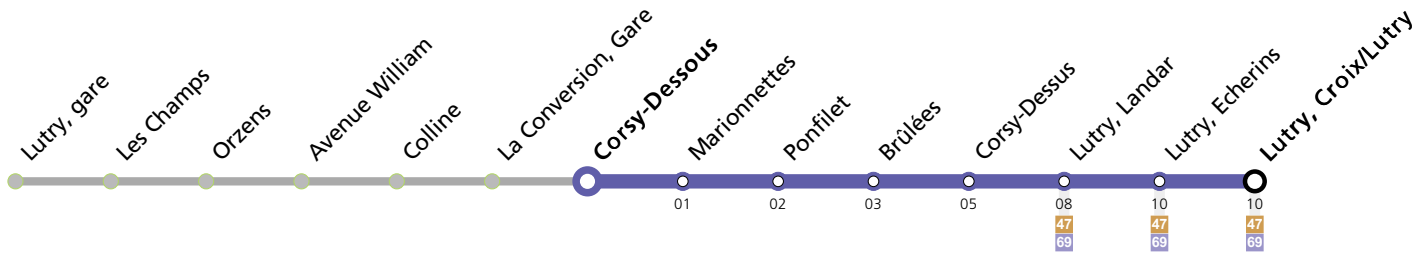 Lutry, gare
Les Champs
Orzens
Avenue William
Colline
La Conversion, Gare
Corsy-Dessous
Marionnettes
Ponfilet
Brûlées
Corsy-Dessus
Lutry, Landar
Lutry, Echerins
Lutry, Croix/Lutry
01 02 03 05 08 10 10
47 47 47
69 69 69